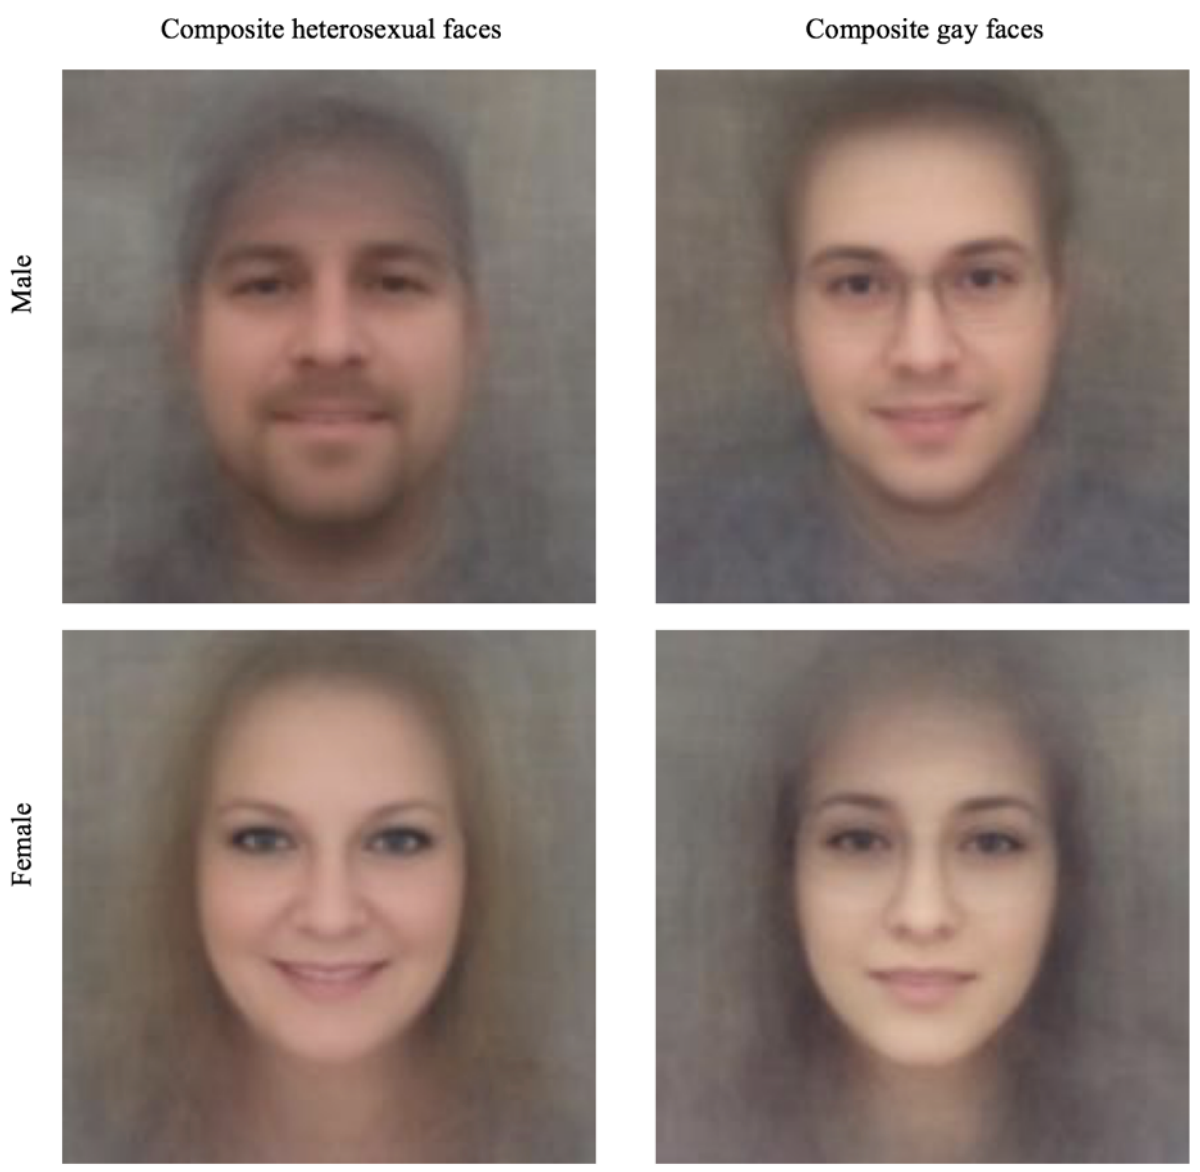 Composite heterosexual faces
Composite gay faces
Male
Female